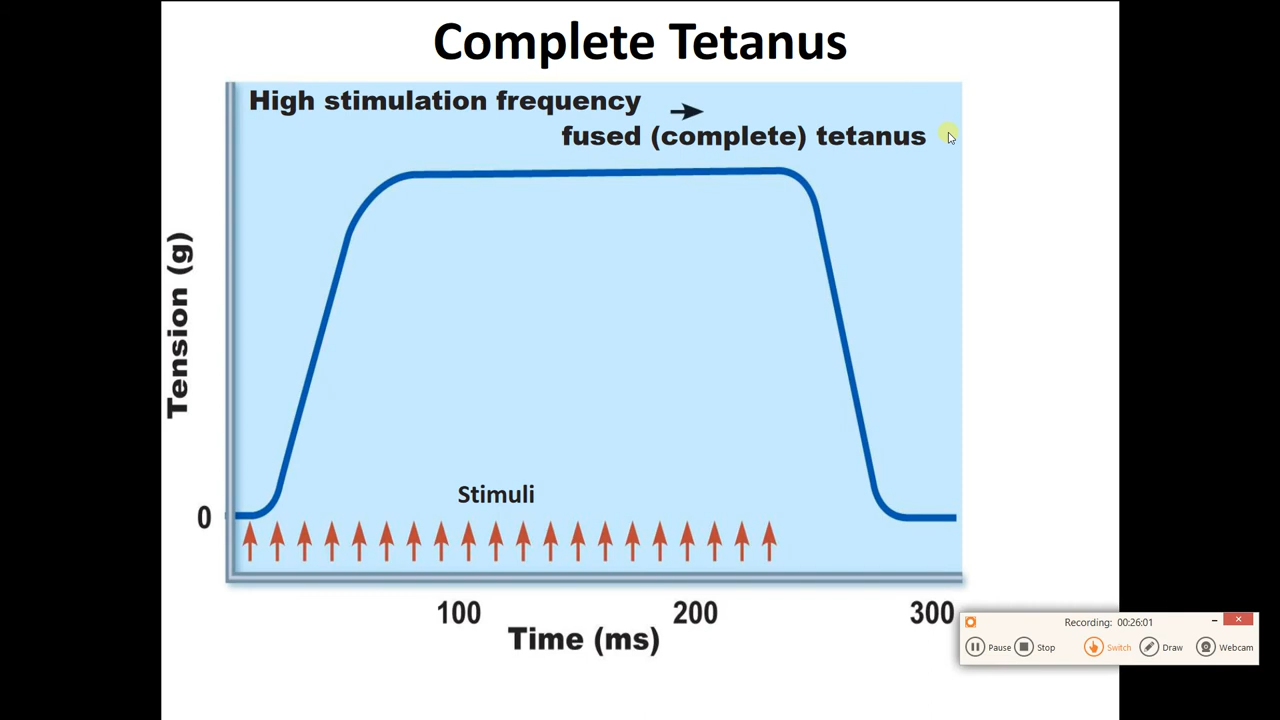 Complete Tetanus
High stimulation frequency →
fused (complete) tetanus
Tension (g)
Stimuli
0
100 200 300
Time (ms)
Recording: 00:26:01
Pause Stop Switch Draw Webcam